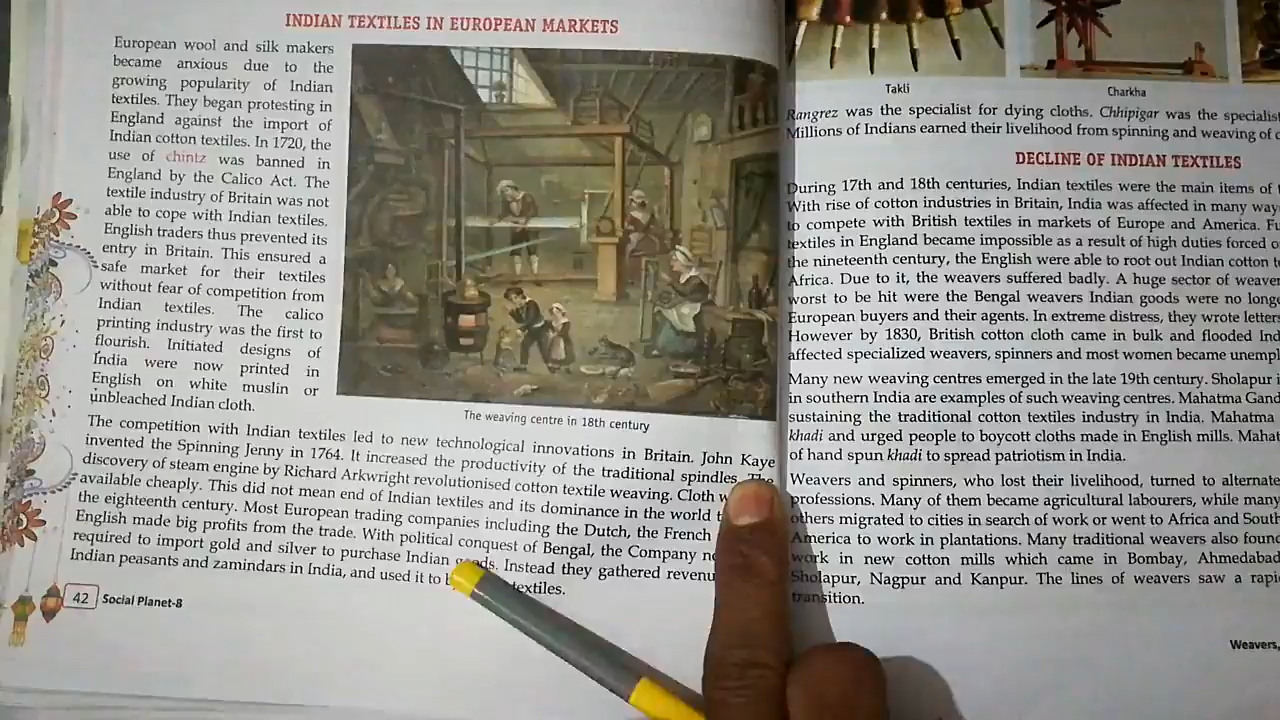 INDIAN TEXTILES IN EUROPEAN MARKETS
European wool and silk makers
became anxious due to the
growing popularity of Indian
textiles. They began protesting in
England against the import of
Indian cotton textiles. In 1720, the
use of chintz was banned in
England by the Calico Act. The
textile industry of Britain was not
able to cope with Indian textiles.
English traders thus prevented its
entry in Britain. This ensured a
safe market for their textiles
without fear of competition from
Indian textiles. The calico
printing industry was the first to
flourish. Initiated designs of
India were now printed in
English on white muslin or
unbleached Indian cloth.
The weaving centre in 18th century
The competition with Indian textiles led to new technological innovations in Britain. John Kaye
invented the Spinning Jenny in 1764. It increased the productivity of the traditional spindles. The
discovery of steam engine by Richard Arkwright revolutionised cotton textile weaving. Cloth
available cheaply. This did not mean end of Indian textiles and its dominance in the world
the eighteenth century. Most European trading companies including the Dutch, the French
English made big profits from the trade. With political conquest of Bengal, the Company
required to import gold and silver to purchase Indian Instead they gathered
Indian peasants and zamindars in India, and used it to textiles.
42 Social Planet-8
Takli
Charkha
Rangrez was the specialist for dying cloths. Chhipigar was the
Millions of Indians earned their livelihood from spinning and weaving of
DECLINE OF INDIAN TEXTILES
During 17th and 18th centuries, Indian textiles were the main items of
With rise of cotton industries in Britain, India was affected in many
to compete with British textiles in markets of Europe and America.
textiles in England became impossible as a result of high duties forced
the nineteenth century, the English were able to root out Indian cotton
Africa. Due to it, the weavers suffered badly. A huge sector of
worst to be hit were the Bengal weavers Indian goods were no
European buyers and their agents. In extreme distress, they wrote
However by 1830, British cotton cloth came in bulk and flooded
affected specialized weavers, spinners and most women became
Many new weaving centres emerged in the late 19th century. Sholapur
in southern India are examples of such weaving centres. Mahatma
sustaining the traditional cotton textiles industry in India. Mahatma
khadi and urged people to boycott cloths made in English mills.
of hand spun khadi to spread patriotism in India.
Weavers and spinners, who lost their livelihood, turned to
professions. Many of them became agricultural labourers, while
others migrated to cities in search of work or went to Africa and South
America to work in plantations. Many traditional weavers also
work in new cotton mills which came in Bombay, Ahmedabad
Sholapur, Nagpur and Kanpur. The lines of weavers saw a
transition.
Weavers,